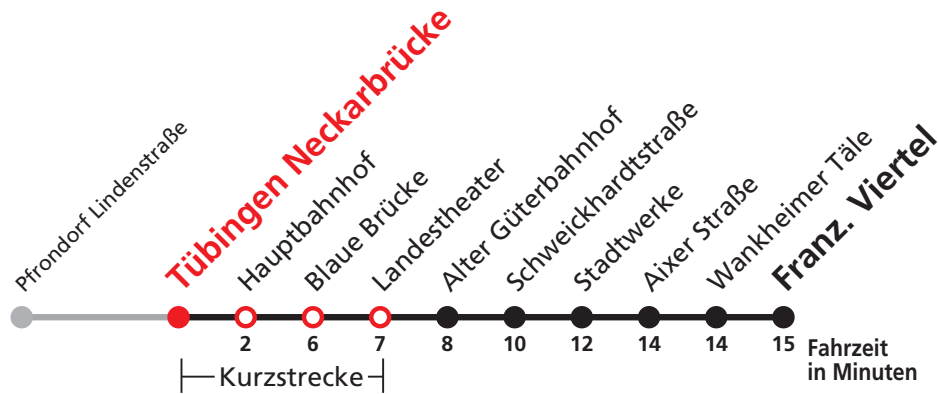 Pfrondorf Lindenstraße
Tübingen Neckarbrücke
Hauptbahnhof
Blaue Brücke
Landestheater
Alter Güterbahnhof
Schweickhardtstraße
Stadtwerke
Aixer Straße
Wankheimer Täle
Franz. Viertel
2 6 7 8 10 12 14 14 15
Fahrzeit
in Minuten
Kurzstrecke